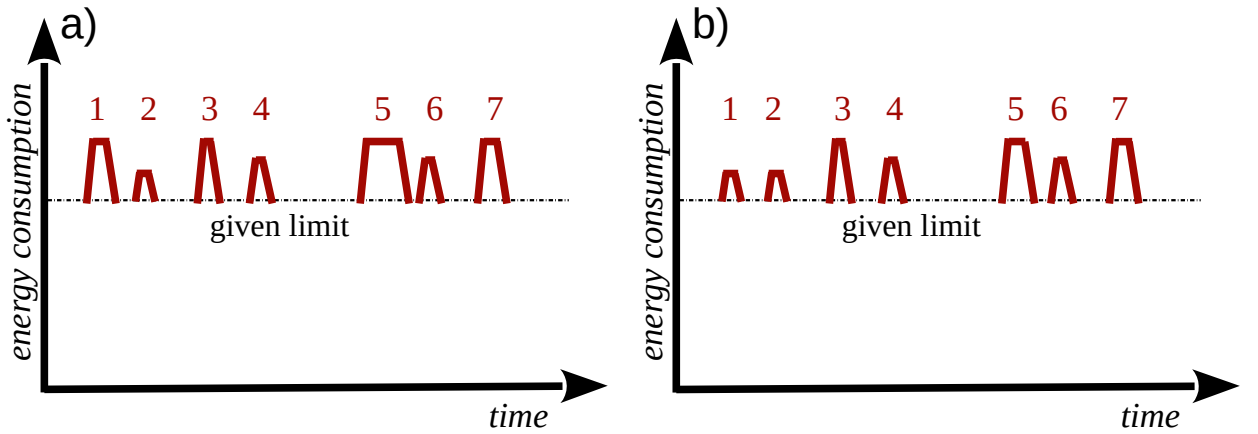 a)
energy consumption
1 2 3 4 5 6 7
given limit
time
b)
energy consumption
1 2 3 4 5 6 7
given limit
time